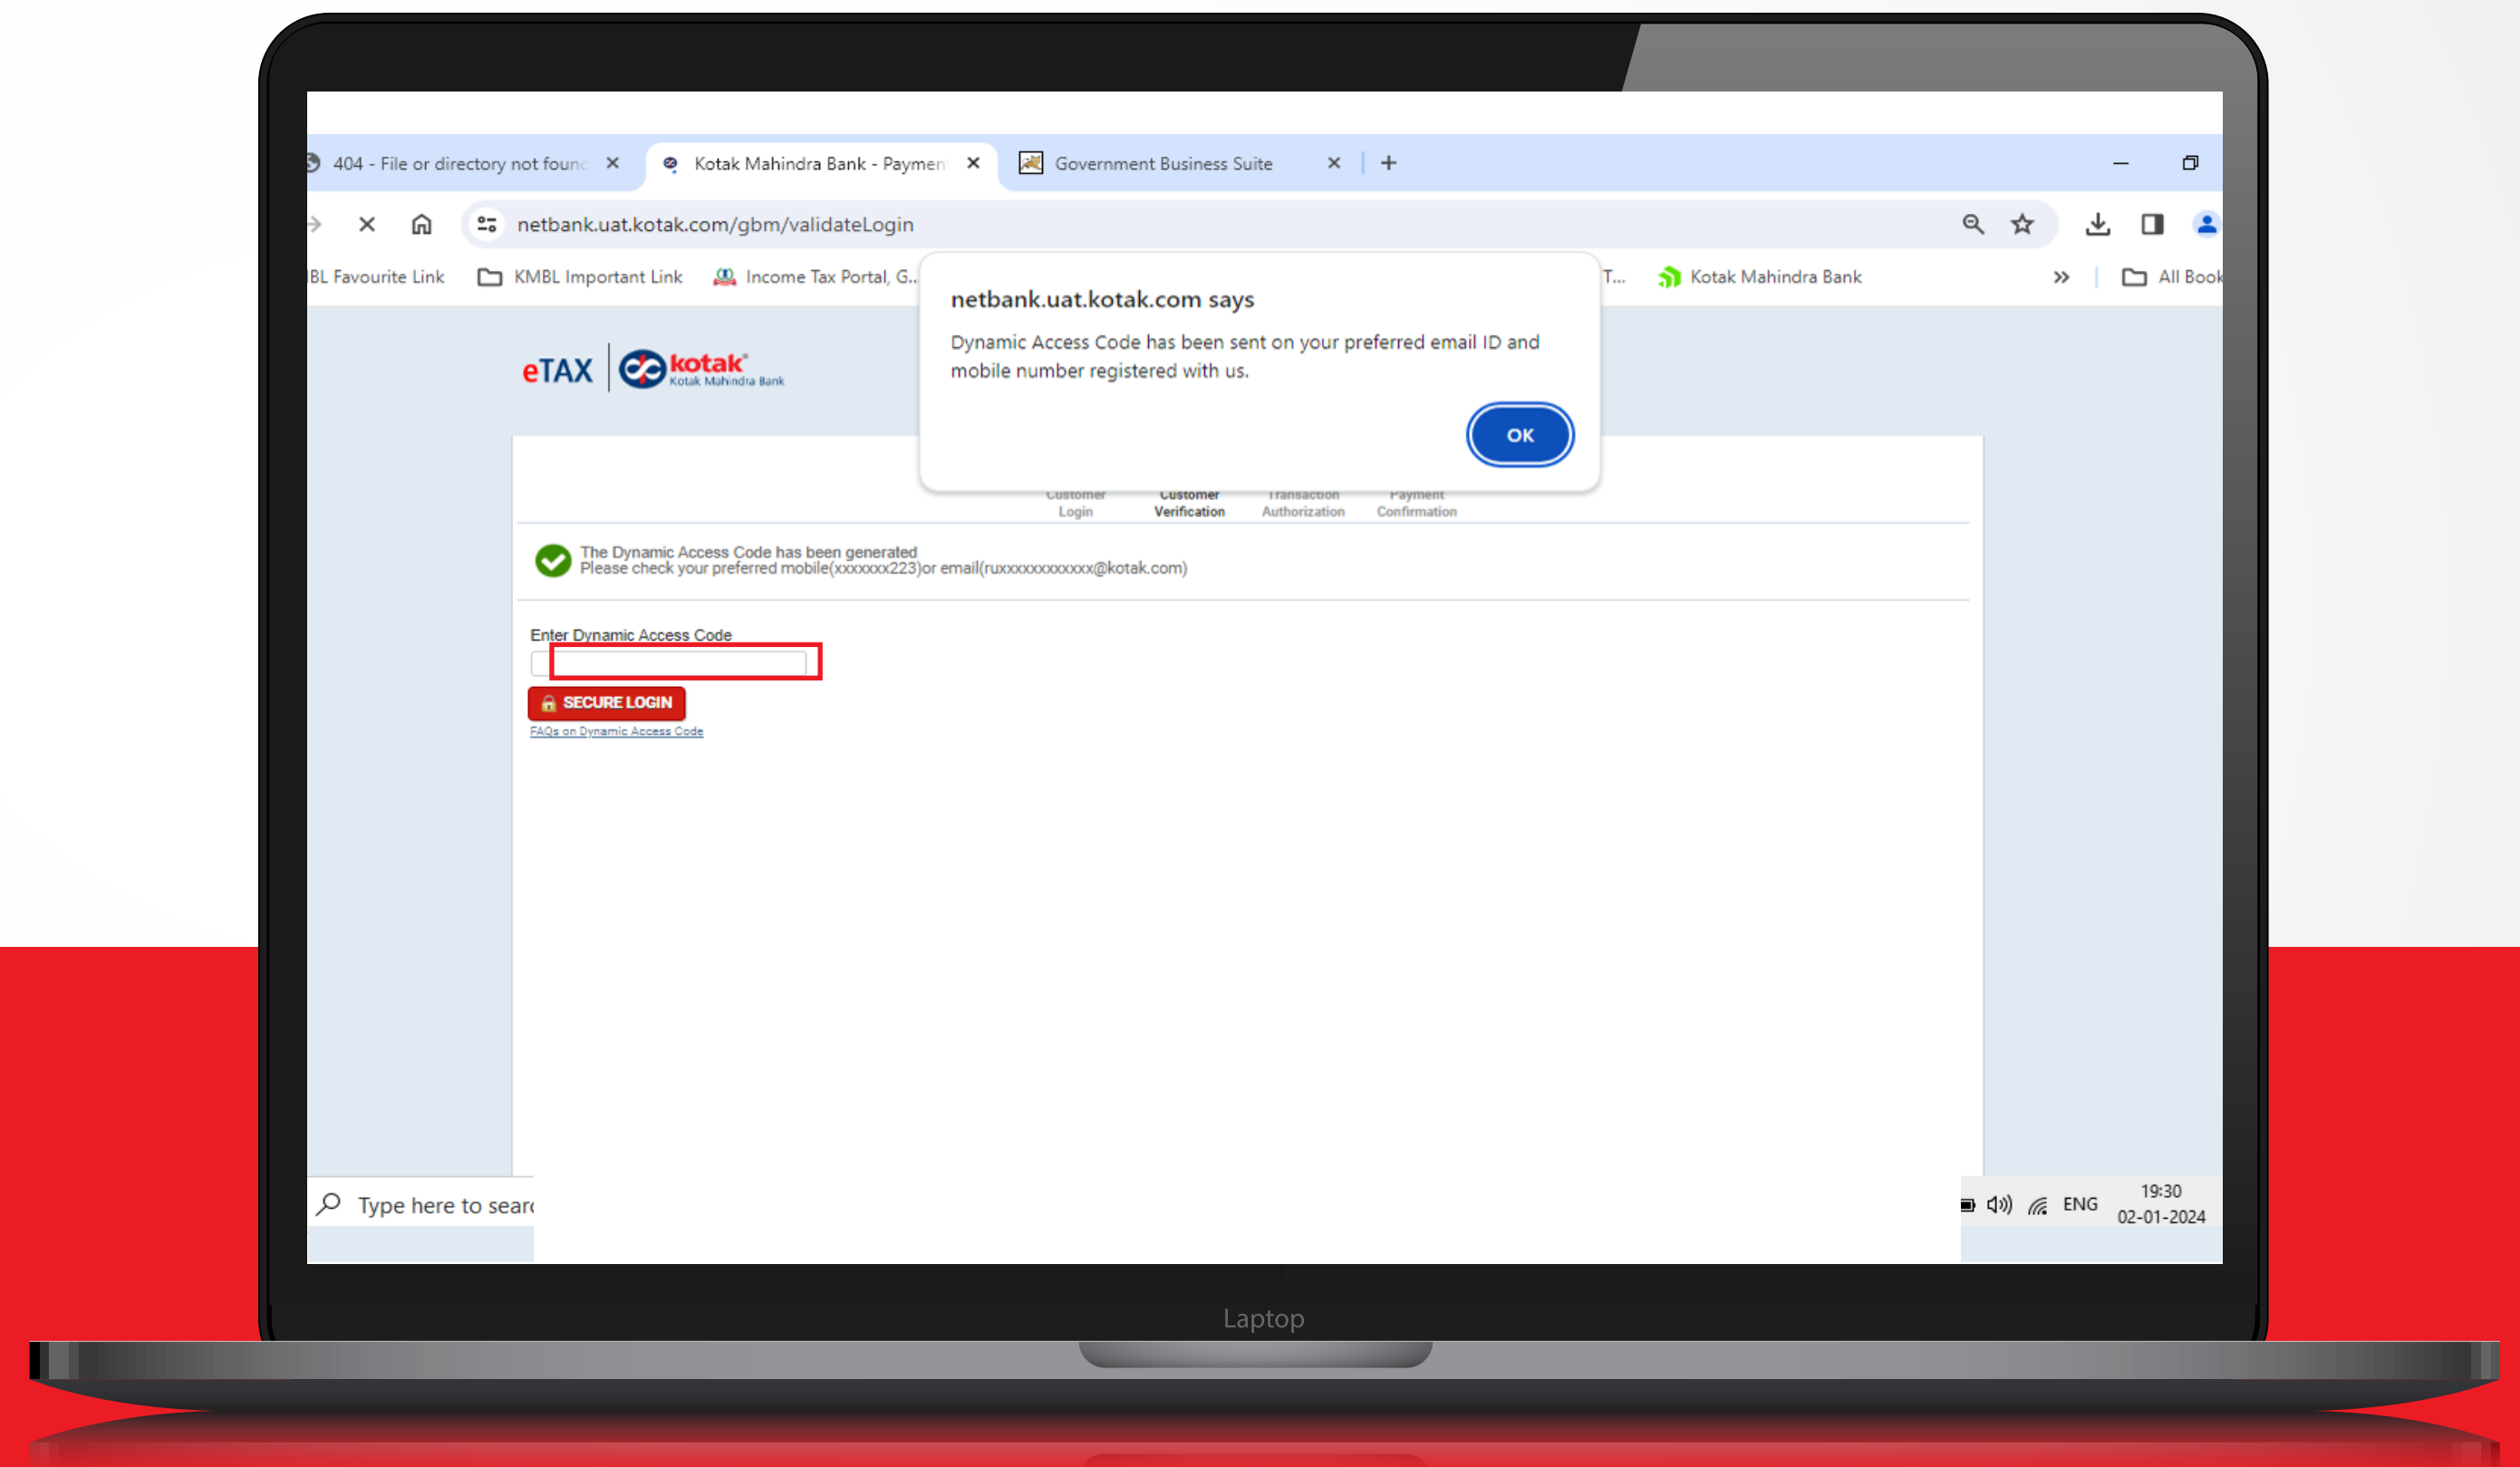 404 - File or directory not found
Kotak Mahindra Bank - Paymen
Government Business Suite
netbank.uat.kotak.com/gbm/validateLogin
BL Favourite Link
KMBL Important Link
Income Tax Portal, G...
T...
Kotak Mahindra Bank
All Book
netbank.uat.kotak.com says
Dynamic Access Code has been sent on your preferred email ID and
mobile number registered with us.
OK
eTAX
kotak®
Kotak Mahindra Bank
Customer
Login
Customer
Verification
Transaction
Authorization
Payment
Confirmation
The Dynamic Access Code has been generated
Please check your preferred mobile(xxxxxxx223)or email(ruxxxxxxxxxxxx@kotak.com)
Enter Dynamic Access Code
SECURE LOGIN
FAQs on Dynamic Access Code
Type here to searc
ENG
19:30
02-01-2024
Laptop